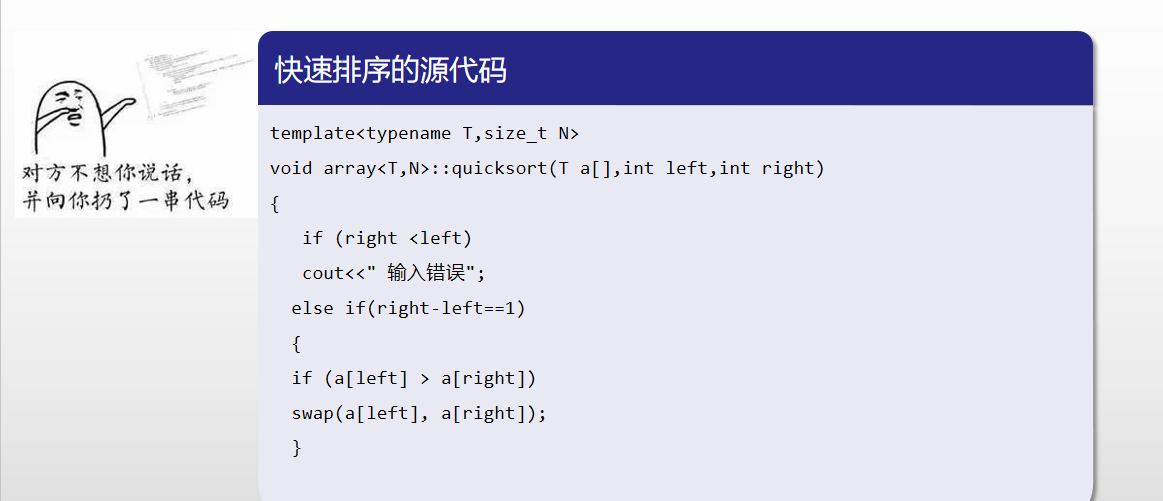 快速排序的源代码
对方不想你说话,
并向你扔了一串代码
template<typename T,size_t N>
void array<T,N>::quicksort(T a[],int left,int right)
{
if (right <left)
cout<<" 输入错误";
else if(right-left==1)
{
if (a[left] > a[right])
swap(a[left], a[right]);
}